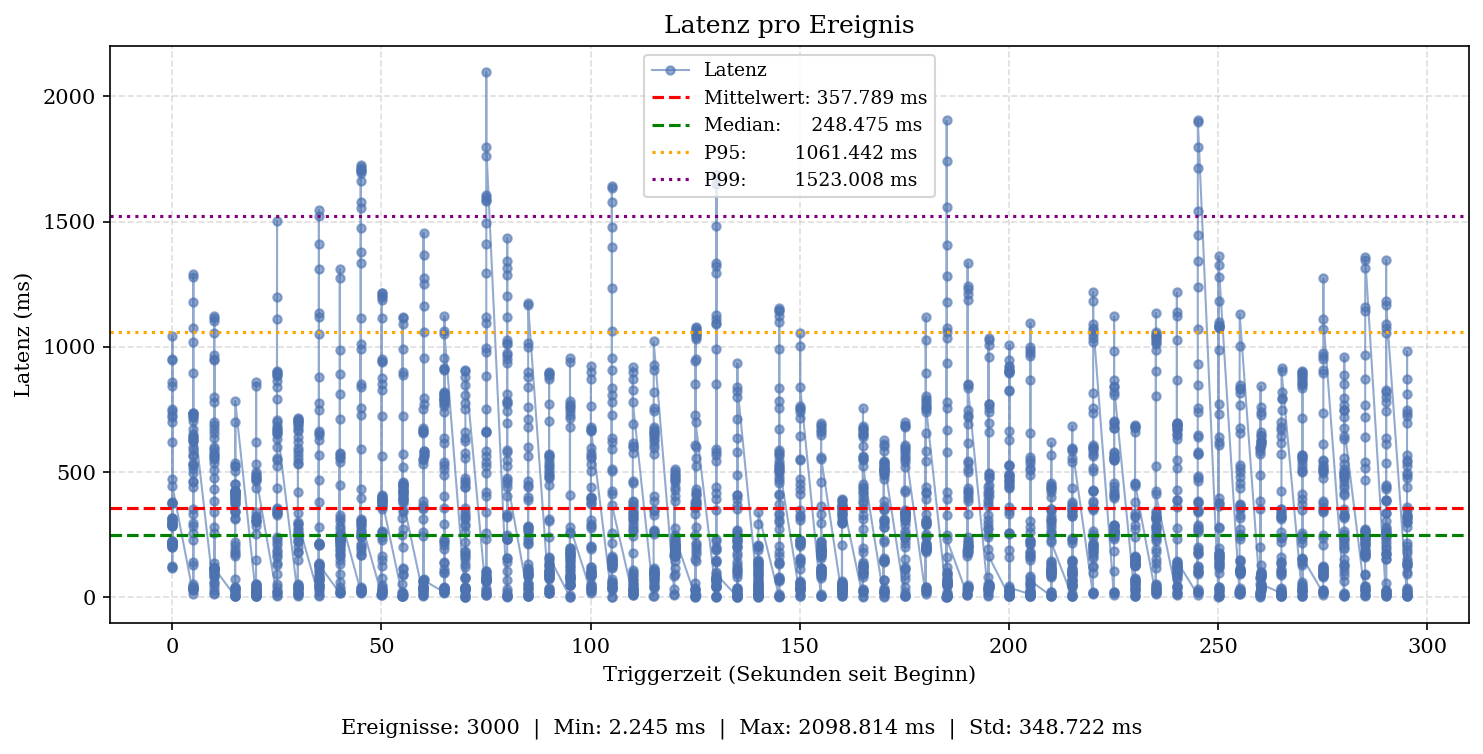 Latenz pro Ereignis
Latenz (ms)
2000
1500
1000
500
0
Latenz
Mittelwert: 357.789 ms
Median: 248.475 ms
P95: 1061.442 ms
P99: 1523.008 ms
0 50 100 150 200 250 300
Triggerzeit (Sekunden seit Beginn)
Ereignisse: 3000 | Min: 2.245 ms | Max: 2098.814 ms | Std: 348.722 ms